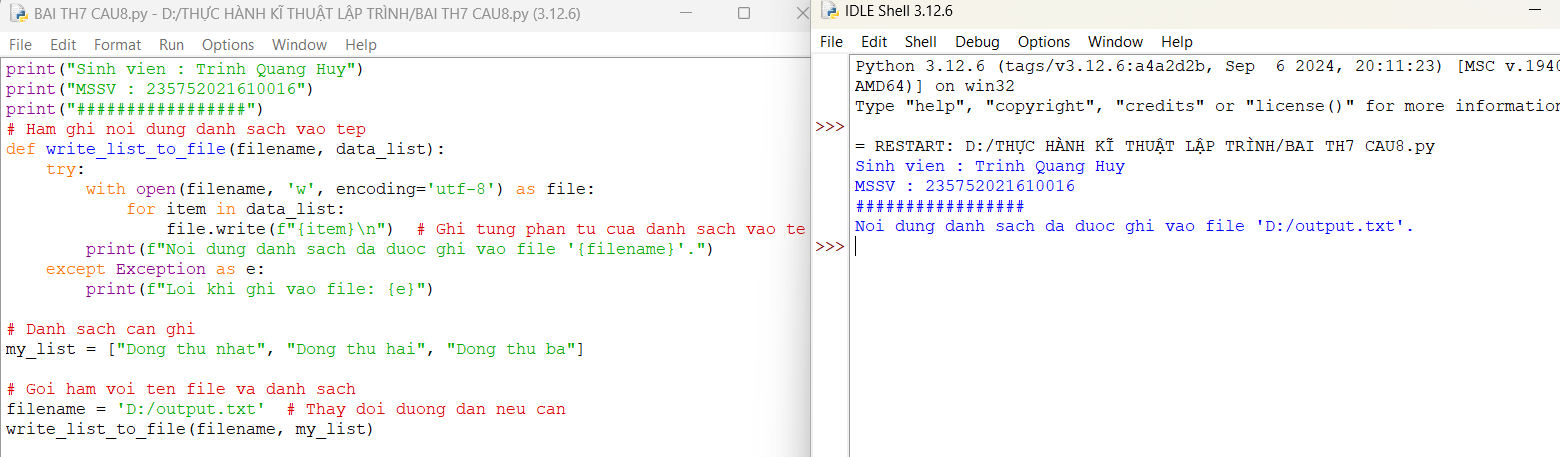 BAI TH7 CAU8.py - D:/THỰC HÀNH KĨ THUẬT LẬP TRÌNH/BAI TH7 CAU8.py (3.12.6)
File Edit Format Run Options Window Help
print("Sinh vien : Trinh Quang Huy")
print("MSSV : 235752021610016")
print("#################")
# Ham ghi noi dung danh sach vao tep
def write_list_to_file(filename, data_list):
    try:
        with open(filename, 'w', encoding='utf-8') as file:
            for item in data_list:
                file.write(f"{item}\n")  # Ghi tung phan tu cua danh sach vao te
        print(f"Noi dung danh sach da duoc ghi vao file '{filename}'.")
    except Exception as e:
        print(f"Loi khi ghi vao file: {e}")
# Danh sach can ghi
my_list = ["Dong thu nhat", "Dong thu hai", "Dong thu ba"]
# Goi ham voi ten file va danh sach
filename = 'D:/output.txt'  # Thay doi duong dan neu can
write_list_to_file(filename, my_list)
IDLE Shell 3.12.6
File Edit Shell Debug Options Window Help
Python 3.12.6 (tags/v3.12.6:a4a2d2b, Sep  6 2024, 20:11:23) [MSC v.1940
AMD64)] on win32
Type "help", "copyright", "credits" or "license()" for more information
>>>
= RESTART: D:/THỰC HÀNH KĨ THUẬT LẬP TRÌNH/BAI TH7 CAU8.py
Sinh vien : Trinh Quang Huy
MSSV : 235752021610016
#################
Noi dung danh sach da duoc ghi vao file 'D:/output.txt'.
>>>